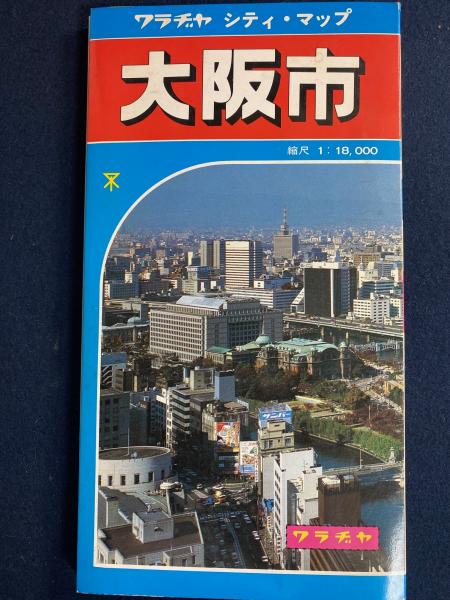 ワラヂヤ シティ・マップ
大阪市
縮尺 1：18,000
ワラヂヤ